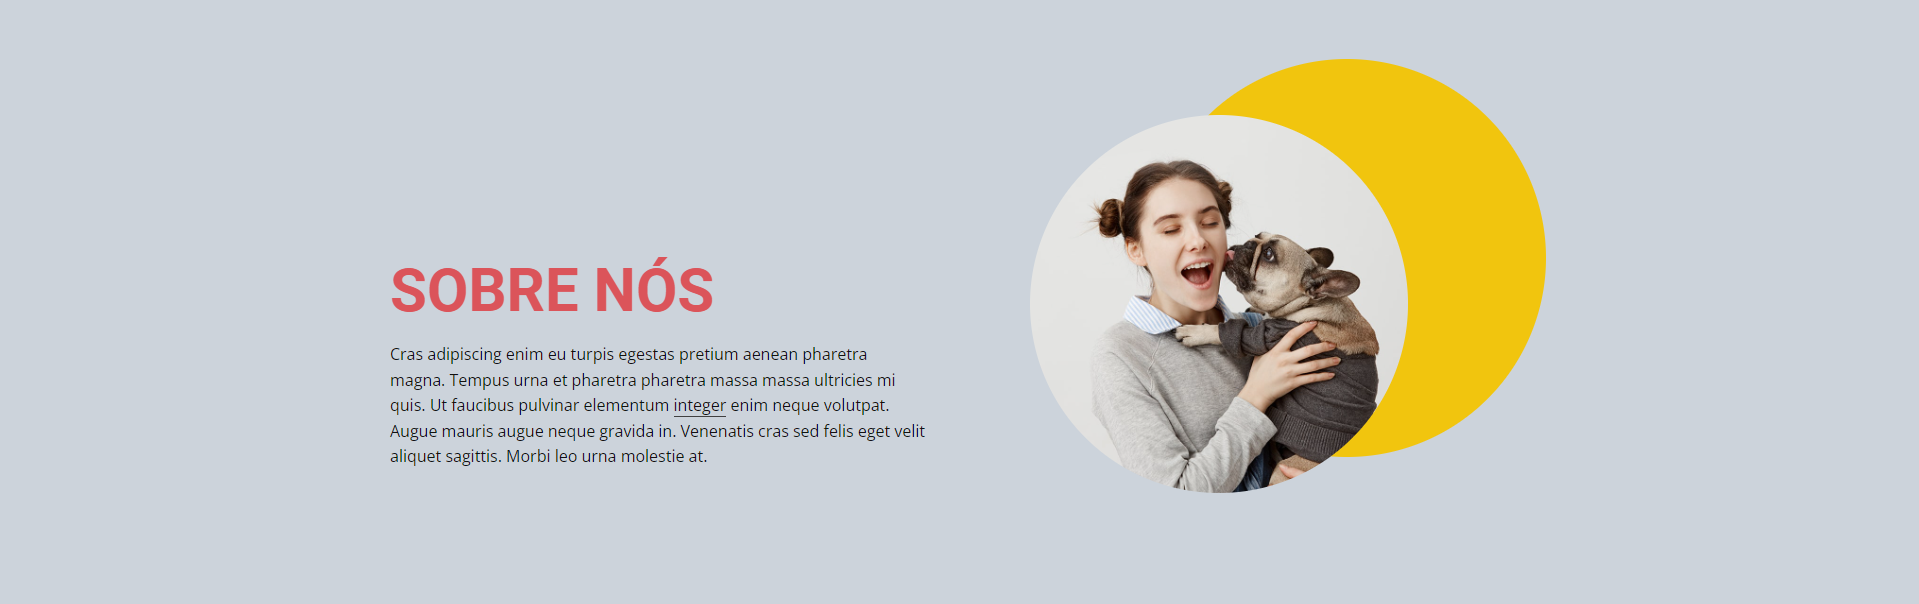 SOBRE NÓS
Cras adipiscing enim eu turpis egestas pretium aenean pharetra
magna. Tempus urna et pharetra pharetra massa massa ultricies mi
quis. Ut faucibus pulvinar elementum integer enim neque volutpat.
Augue mauris augue neque gravida in. Venenatis cras sed felis eget velit
aliquet sagittis. Morbi leo urna molestie at.